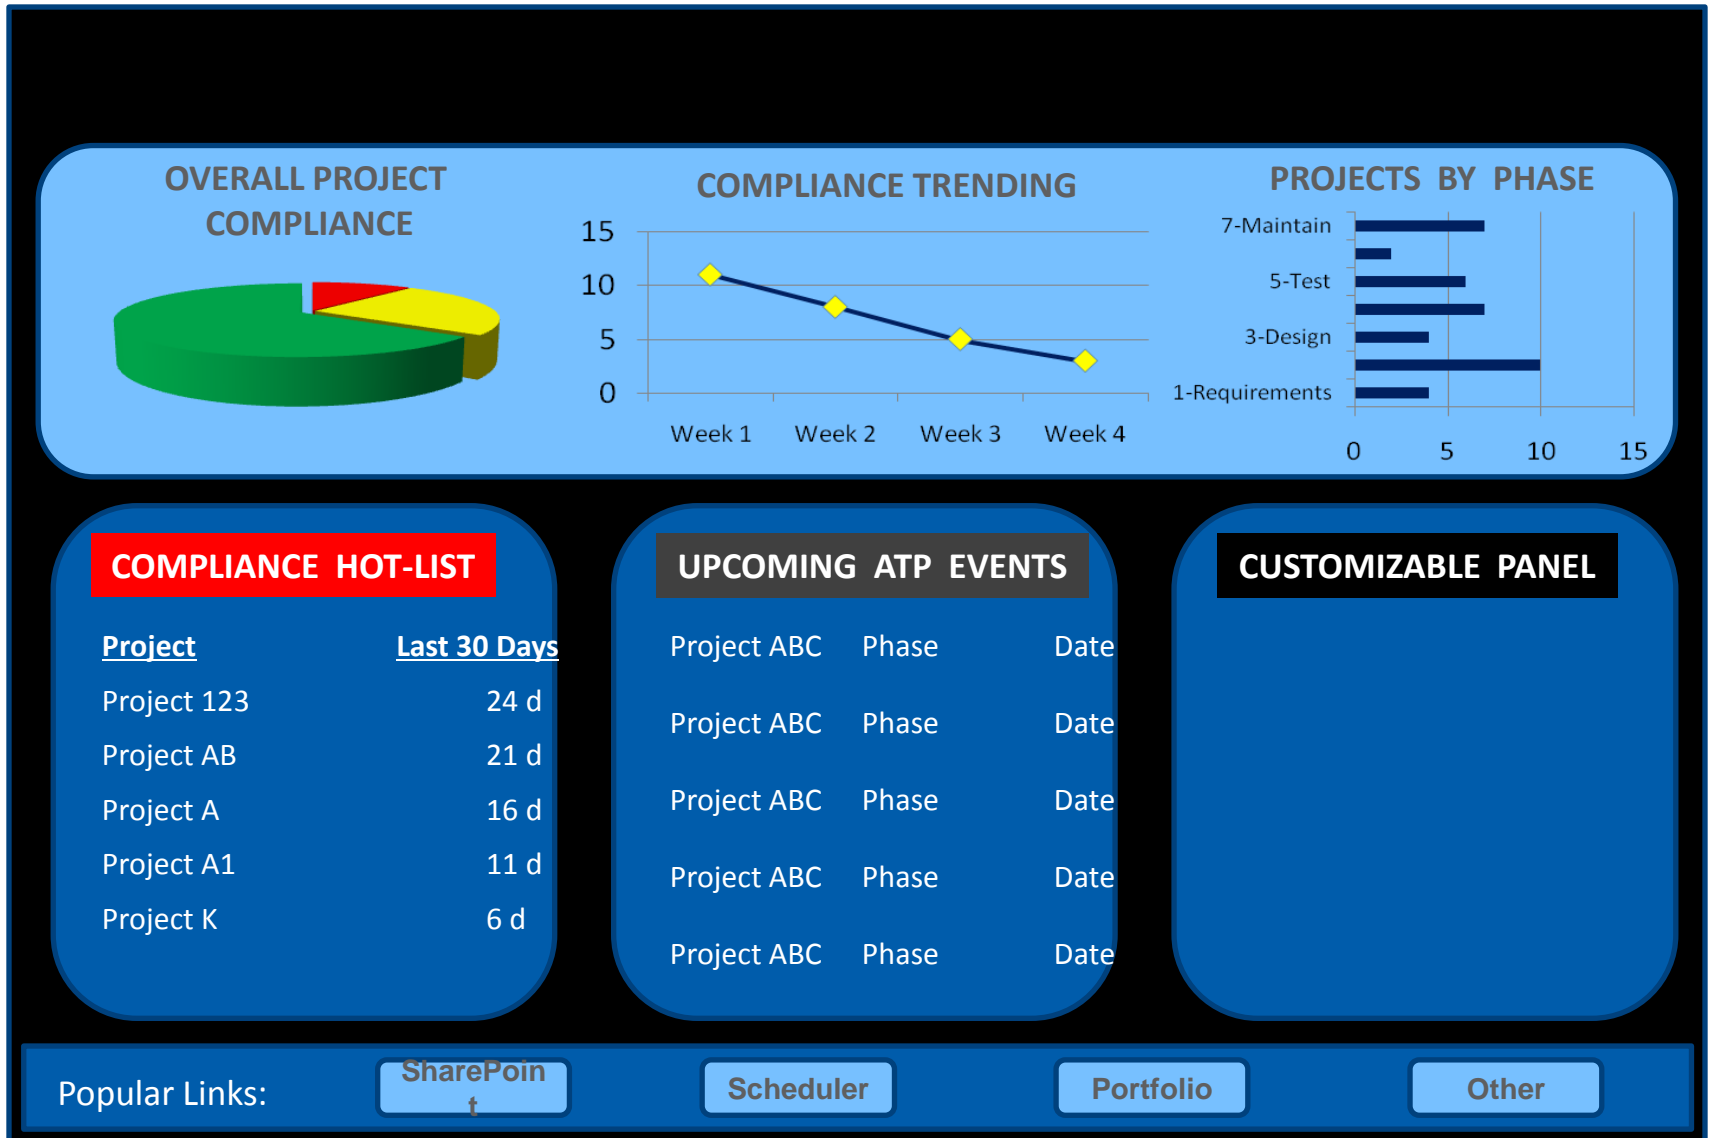 OVERALL PROJECT
COMPLIANCE
COMPLIANCE TRENDING
15
10
5
0
Week 1 Week 2 Week 3 Week 4
PROJECTS BY PHASE
7-Maintain
5-Test
3-Design
1-Requirements
0 5 10 15
COMPLIANCE HOT-LIST
Project Last 30 Days
Project 123 24 d
Project AB 21 d
Project A 16 d
Project A1 11 d
Project K 6 d
UPCOMING ATP EVENTS
Project ABC Phase Date
Project ABC Phase Date
Project ABC Phase Date
Project ABC Phase Date
Project ABC Phase Date
CUSTOMIZABLE PANEL
Popular Links:
SharePoin
t
Scheduler
Portfolio
Other